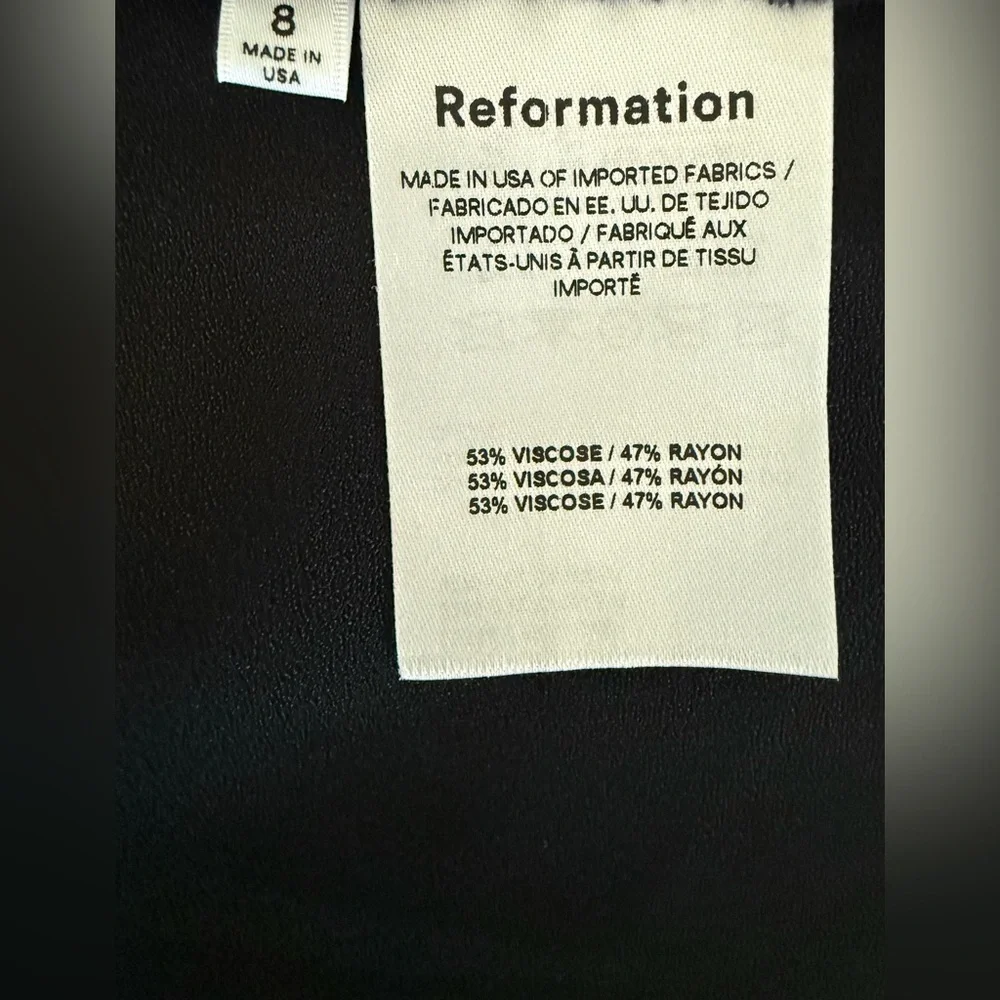 8
MADE IN
USA
Reformation
MADE IN USA OF IMPORTED FABRICS /
FABRICADO EN EE. UU. DE TEJIDO
IMPORTADO / FABRIQUÉ AUX
ÉTATS-UNIS À PARTIR DE TISSU
IMPORTÉ
53% VISCOSE / 47% RAYON
53% VISCOSA / 47% RAYÓN
53% VISCOSE / 47% RAYON